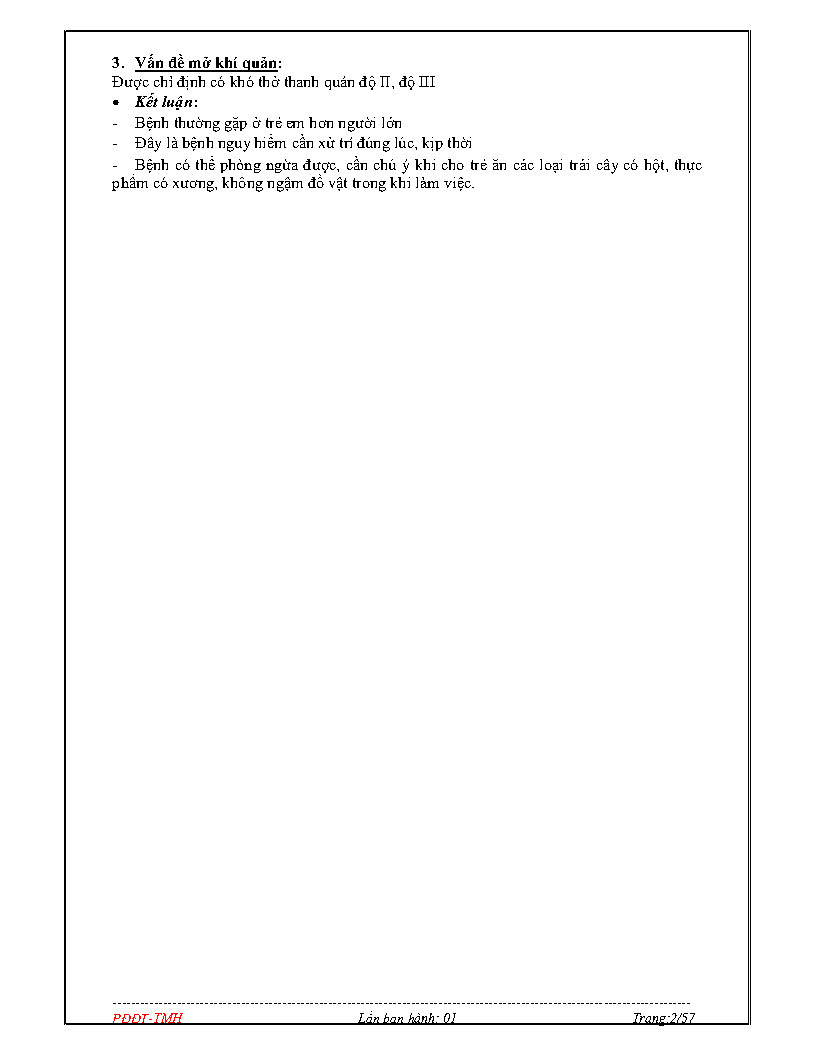 3. Vấn đề mở khí quản:
Được chỉ định có khó thở thanh quản độ II, độ III
• Kết luận:
- Bệnh thường gặp ở trẻ em hơn người lớn
- Đây là bệnh nguy hiểm cần xử trí đúng lúc, kịp thời
- Bệnh có thể phòng ngừa được, cần chú ý khi cho trẻ ăn các loại trái cây có hột, thực
phẩm có xương, không ngậm đồ vật trong khi làm việc.
PĐĐT-TMH Lần ban hành: 01 Trang:2/57